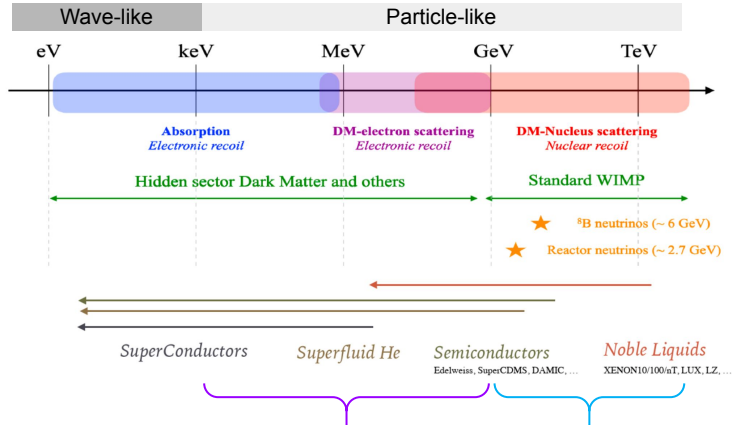 Wave-like
Particle-like
eV
keV
MeV
GeV
TeV
Absorption
Electronic recoil
DM-electron scattering
Electronic recoil
DM-Nucleus scattering
Nuclear recoil
Hidden sector Dark Matter and others
Standard WIMP
⁸B neutrinos (~ 6 GeV)
Reactor neutrinos (~ 2.7 GeV)
SuperConductors
Superfluid He
Semiconductors
Edelweiss, SuperCDMS, DAMIC, ...
Noble Liquids
XENON10/100/nT, LUX, LZ, ...